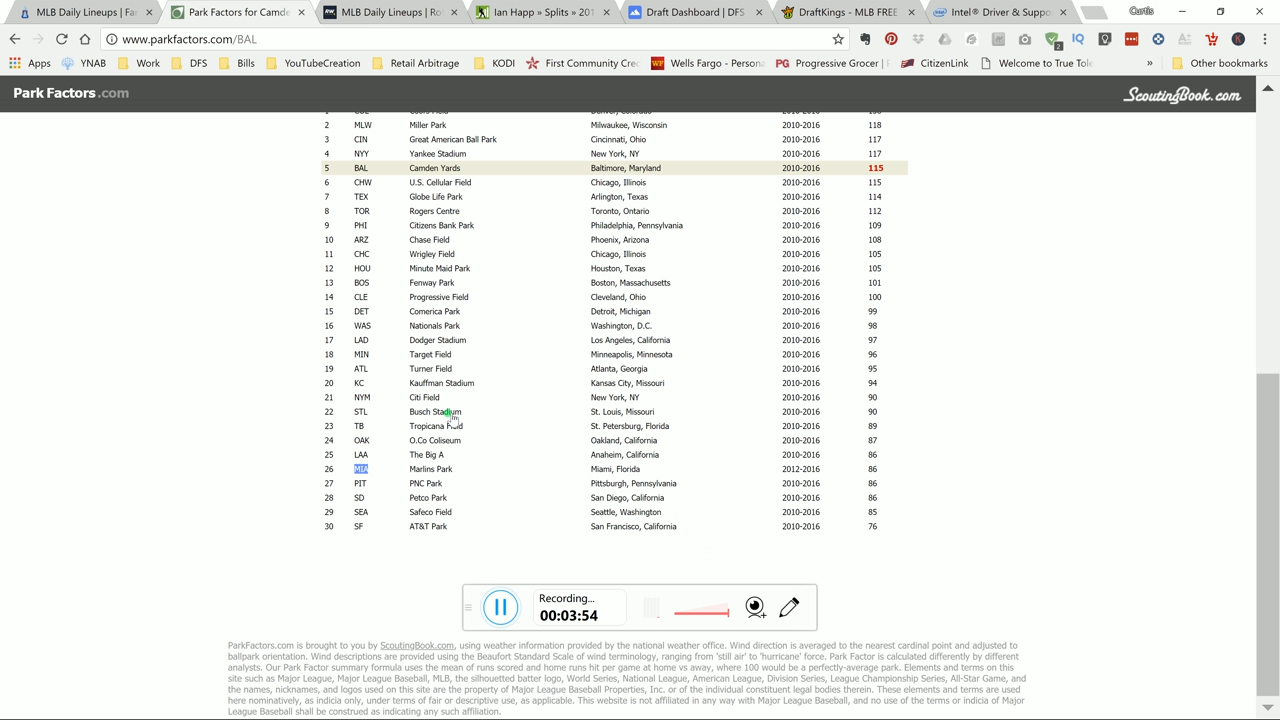 MLB Daily Lineups | Fan
Park Factors for Camde
MLB Daily Lineups | Ro
Ian Happ » Splits » 201
Draft Dashboard | DFS
DraftKings - MLB FREE
Intel® Driver & Suppo
Curtis
www.parkfactors.com/BAL
Apps YNAB Work DFS Bills YouTubeCreation Retail Arbitrage KODI First Community Cre Wells Fargo - Persona Progressive Grocer | CitizenLink Welcome to True Tole » Other bookmarks
Park Factors.com
ScoutingBook.com
2 MLW Miller Park Milwaukee, Wisconsin 2010-2016 118
3 CIN Great American Ball Park Cincinnati, Ohio 2010-2016 117
4 NYY Yankee Stadium New York, NY 2010-2016 117
5 BAL Camden Yards Baltimore, Maryland 2010-2016 115
6 CHW U.S. Cellular Field Chicago, Illinois 2010-2016 115
7 TEX Globe Life Park Arlington, Texas 2010-2016 114
8 TOR Rogers Centre Toronto, Ontario 2010-2016 112
9 PHI Citizens Bank Park Philadelphia, Pennsylvania 2010-2016 109
10 ARZ Chase Field Phoenix, Arizona 2010-2016 108
11 CHC Wrigley Field Chicago, Illinois 2010-2016 105
12 HOU Minute Maid Park Houston, Texas 2010-2016 105
13 BOS Fenway Park Boston, Massachusetts 2010-2016 101
14 CLE Progressive Field Cleveland, Ohio 2010-2016 100
15 DET Comerica Park Detroit, Michigan 2010-2016 99
16 WAS Nationals Park Washington, D.C. 2010-2016 98
17 LAD Dodger Stadium Los Angeles, California 2010-2016 97
18 MIN Target Field Minneapolis, Minnesota 2010-2016 96
19 ATL Turner Field Atlanta, Georgia 2010-2016 95
20 KC Kauffman Stadium Kansas City, Missouri 2010-2016 94
21 NYM Citi Field New York, NY 2010-2016 90
22 STL Busch Stadium St. Louis, Missouri 2010-2016 90
23 TB Tropicana Field St. Petersburg, Florida 2010-2016 89
24 OAK O.Co Coliseum Oakland, California 2010-2016 87
25 LAA The Big A Anaheim, California 2010-2016 86
26 MIA Marlins Park Miami, Florida 2012-2016 86
27 PIT PNC Park Pittsburgh, Pennsylvania 2010-2016 86
28 SD Petco Park San Diego, California 2010-2016 86
29 SEA Safeco Field Seattle, Washington 2010-2016 85
30 SF AT&T Park San Francisco, California 2010-2016 76
Recording...
00:03:54
ParkFactors.com is brought to you by ScoutingBook.com, using weather information provided by the national weather office. Wind direction is averaged to the nearest cardinal point and adjusted to
ballpark orientation. Wind descriptions are provided using the Beaufort Standard Scale of wind terminology, ranging from 'still air' to 'hurricane' force. Park Factor is calculated differently by different
analysts. Our Park Factor summary formula uses the mean of runs scored and home runs hit per game at home vs away, where 100 would be a perfectly-average park. Elements and terms on this
site such as Major League, Major League Baseball, MLB, the silhouetted batter logo, World Series, National League, American League, Division Series, League Championship Series, All-Star Game, and
the names, nicknames, and logos used on this site are the property of Major League Baseball Properties, Inc. or of the individual constituent legal bodies therein. These elements and terms are used
here nominatively, as indicia only, under terms of fair or descriptive use, as applicable. This website is not affiliated in any way with Major League Baseball, and no use of the terms or indicia of Major
League Baseball shall be construed as indicating any such affiliation.